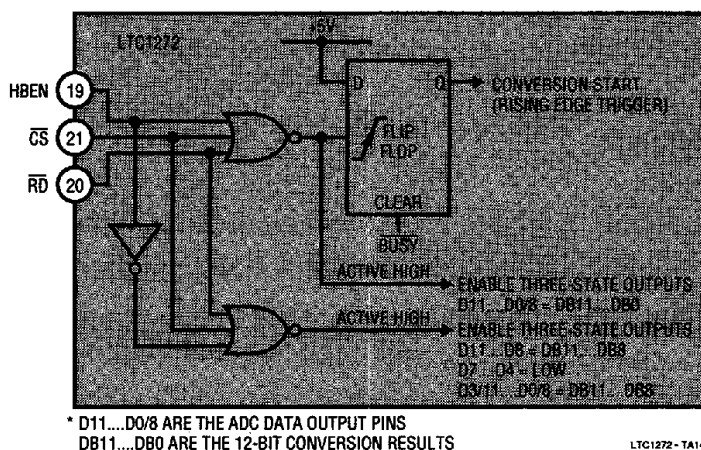 +5V
LTC1272
HBEN 19
CS 21
RD 20
D Q
FLIP
FLOP
CLEAR
BUSY
CONVERSION START
(RISING EDGE TRIGGER)
ACTIVE HIGH
ENABLE THREE-STATE OUTPUTS
D11...D0/8 = DB11...DB0
ACTIVE HIGH
ENABLE THREE-STATE OUTPUTS
D11...D8 = DB11...DB8
D7...D4 = LOW
D3/11...D0/8 = DB11...DB8
* D11....D0/8 ARE THE ADC DATA OUTPUT PINS
DB11....DB0 ARE THE 12-BIT CONVERSION RESULTS